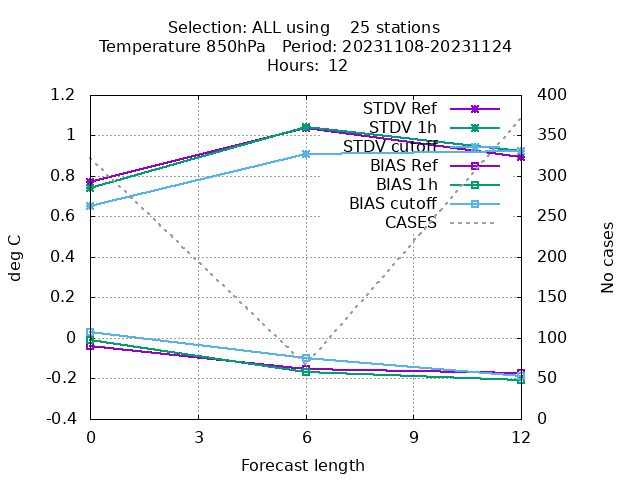 Selection: ALL using    25 stations
Temperature 850hPa   Period: 20231108-20231124
Hours:  12
1.2
1
0.8
0.6
0.4
0.2
0
-0.2
-0.4
400
350
300
250
200
150
100
50
0
STDV Ref
STDV 1h
STDV cutoff
BIAS Ref
BIAS 1h
BIAS cutoff
CASES
deg C
No cases
0 3 6 9 12
Forecast length